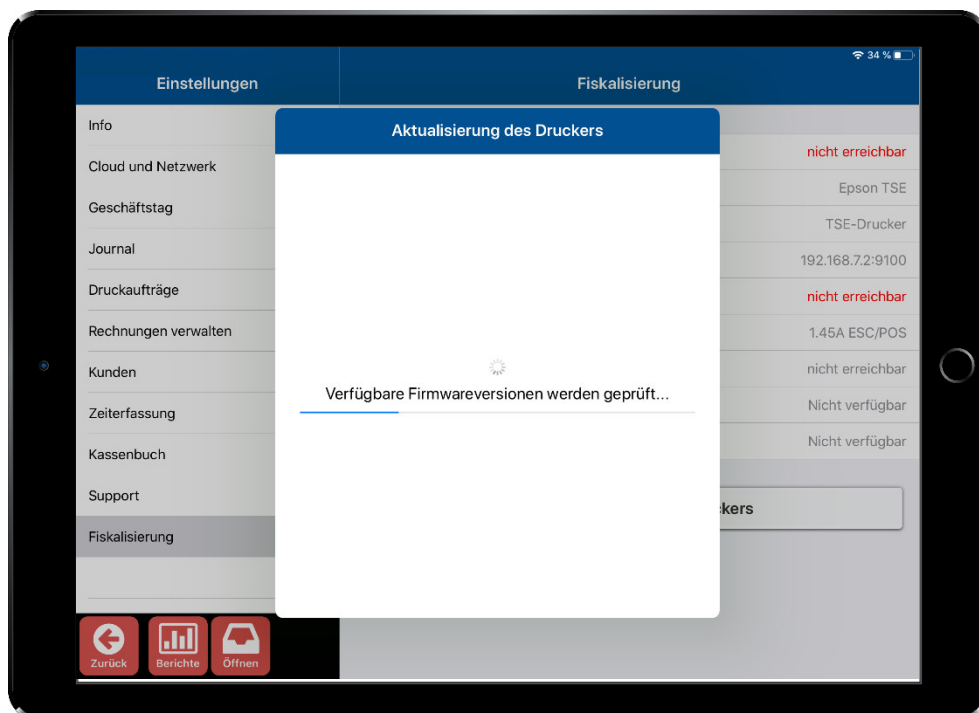 34 %
Einstellungen
Fiskalisierung
Info
Cloud und Netzwerk
Geschäftstag
Journal
Druckaufträge
Rechnungen verwalten
Kunden
Zeiterfassung
Kassenbuch
Support
Fiskalisierung
Aktualisierung des Druckers
Verfügbare Firmwareversionen werden geprüft...
nicht erreichbar
Epson TSE
TSE-Drucker
192.168.7.2:9100
nicht erreichbar
1.45A ESC/POS
nicht erreichbar
Nicht verfügbar
Nicht verfügbar
kers
Zurück
Berichte
Öffnen